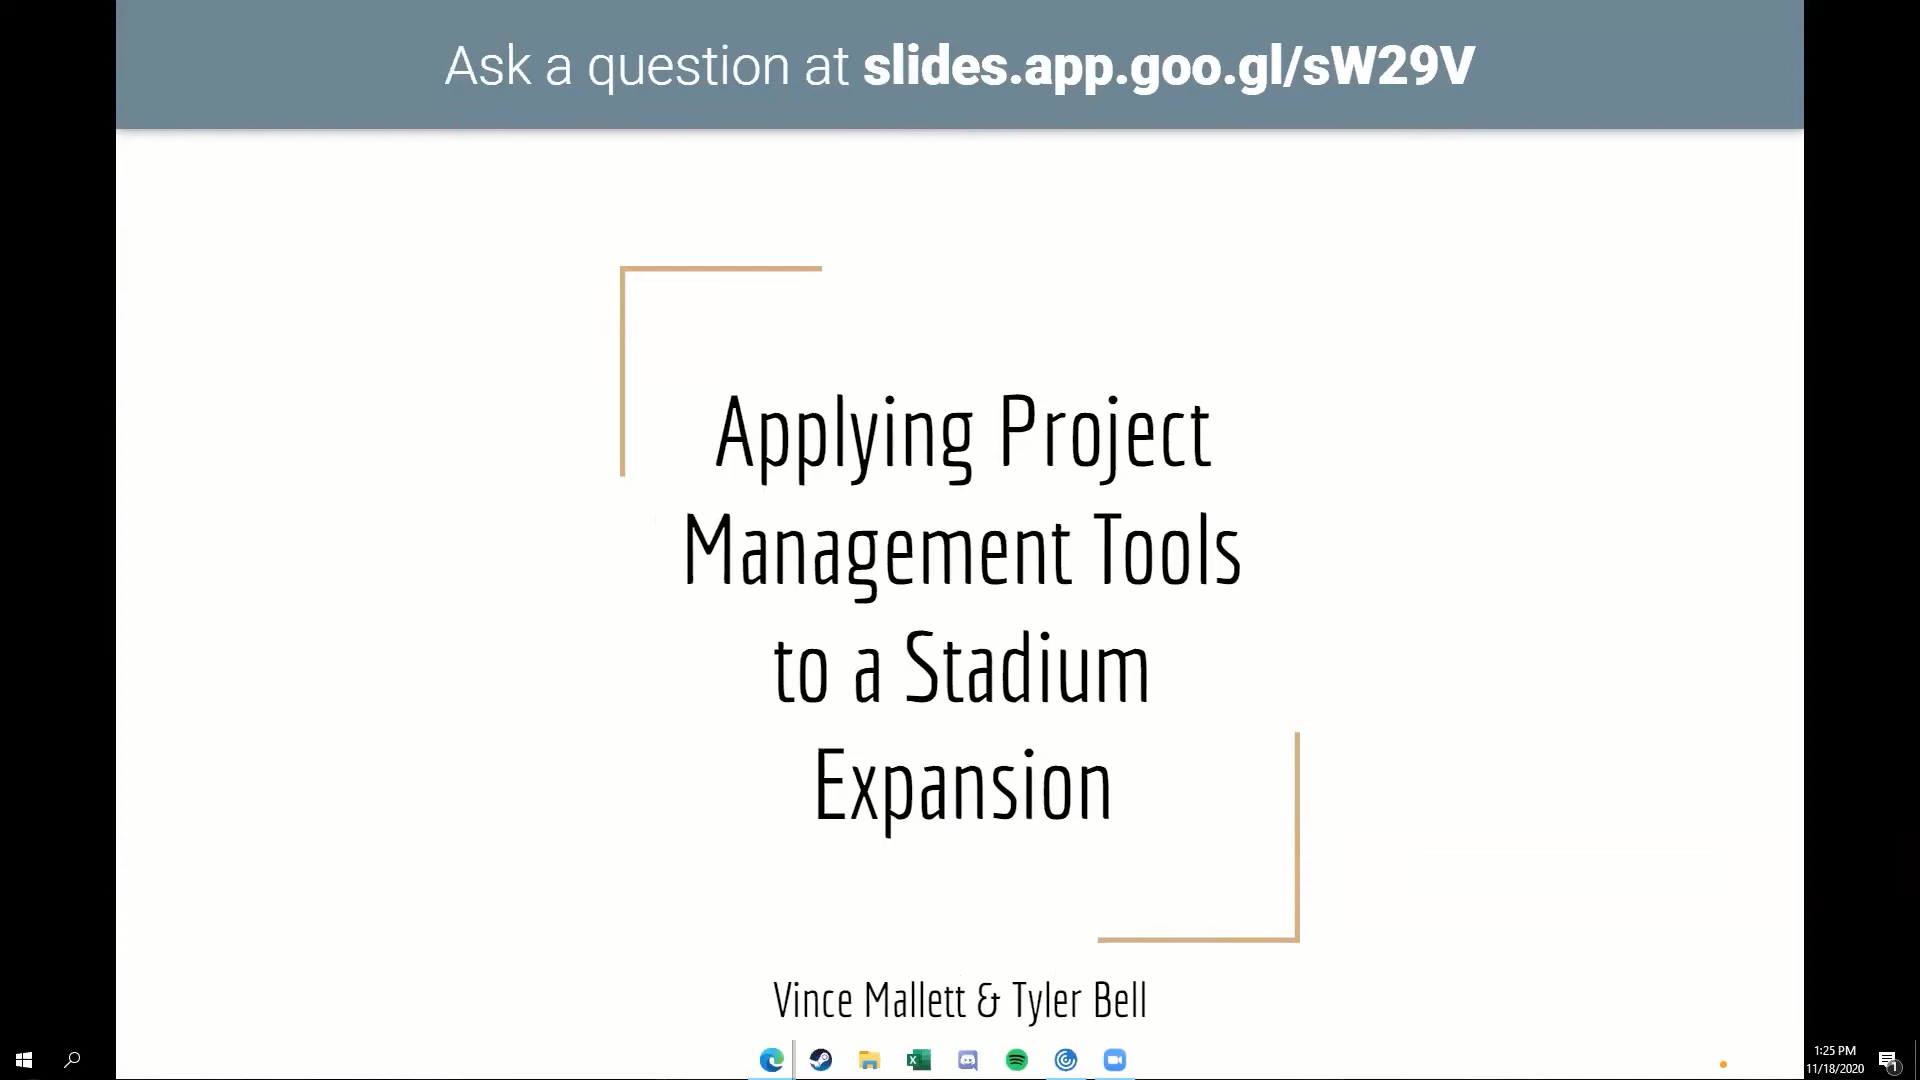 Ask a question at slides.app.goo.gl/sW29V
Applying Project
Management Tools
to a Stadium
Expansion
Vince Mallett & Tyler Bell
1:25 PM
11/18/2020
1